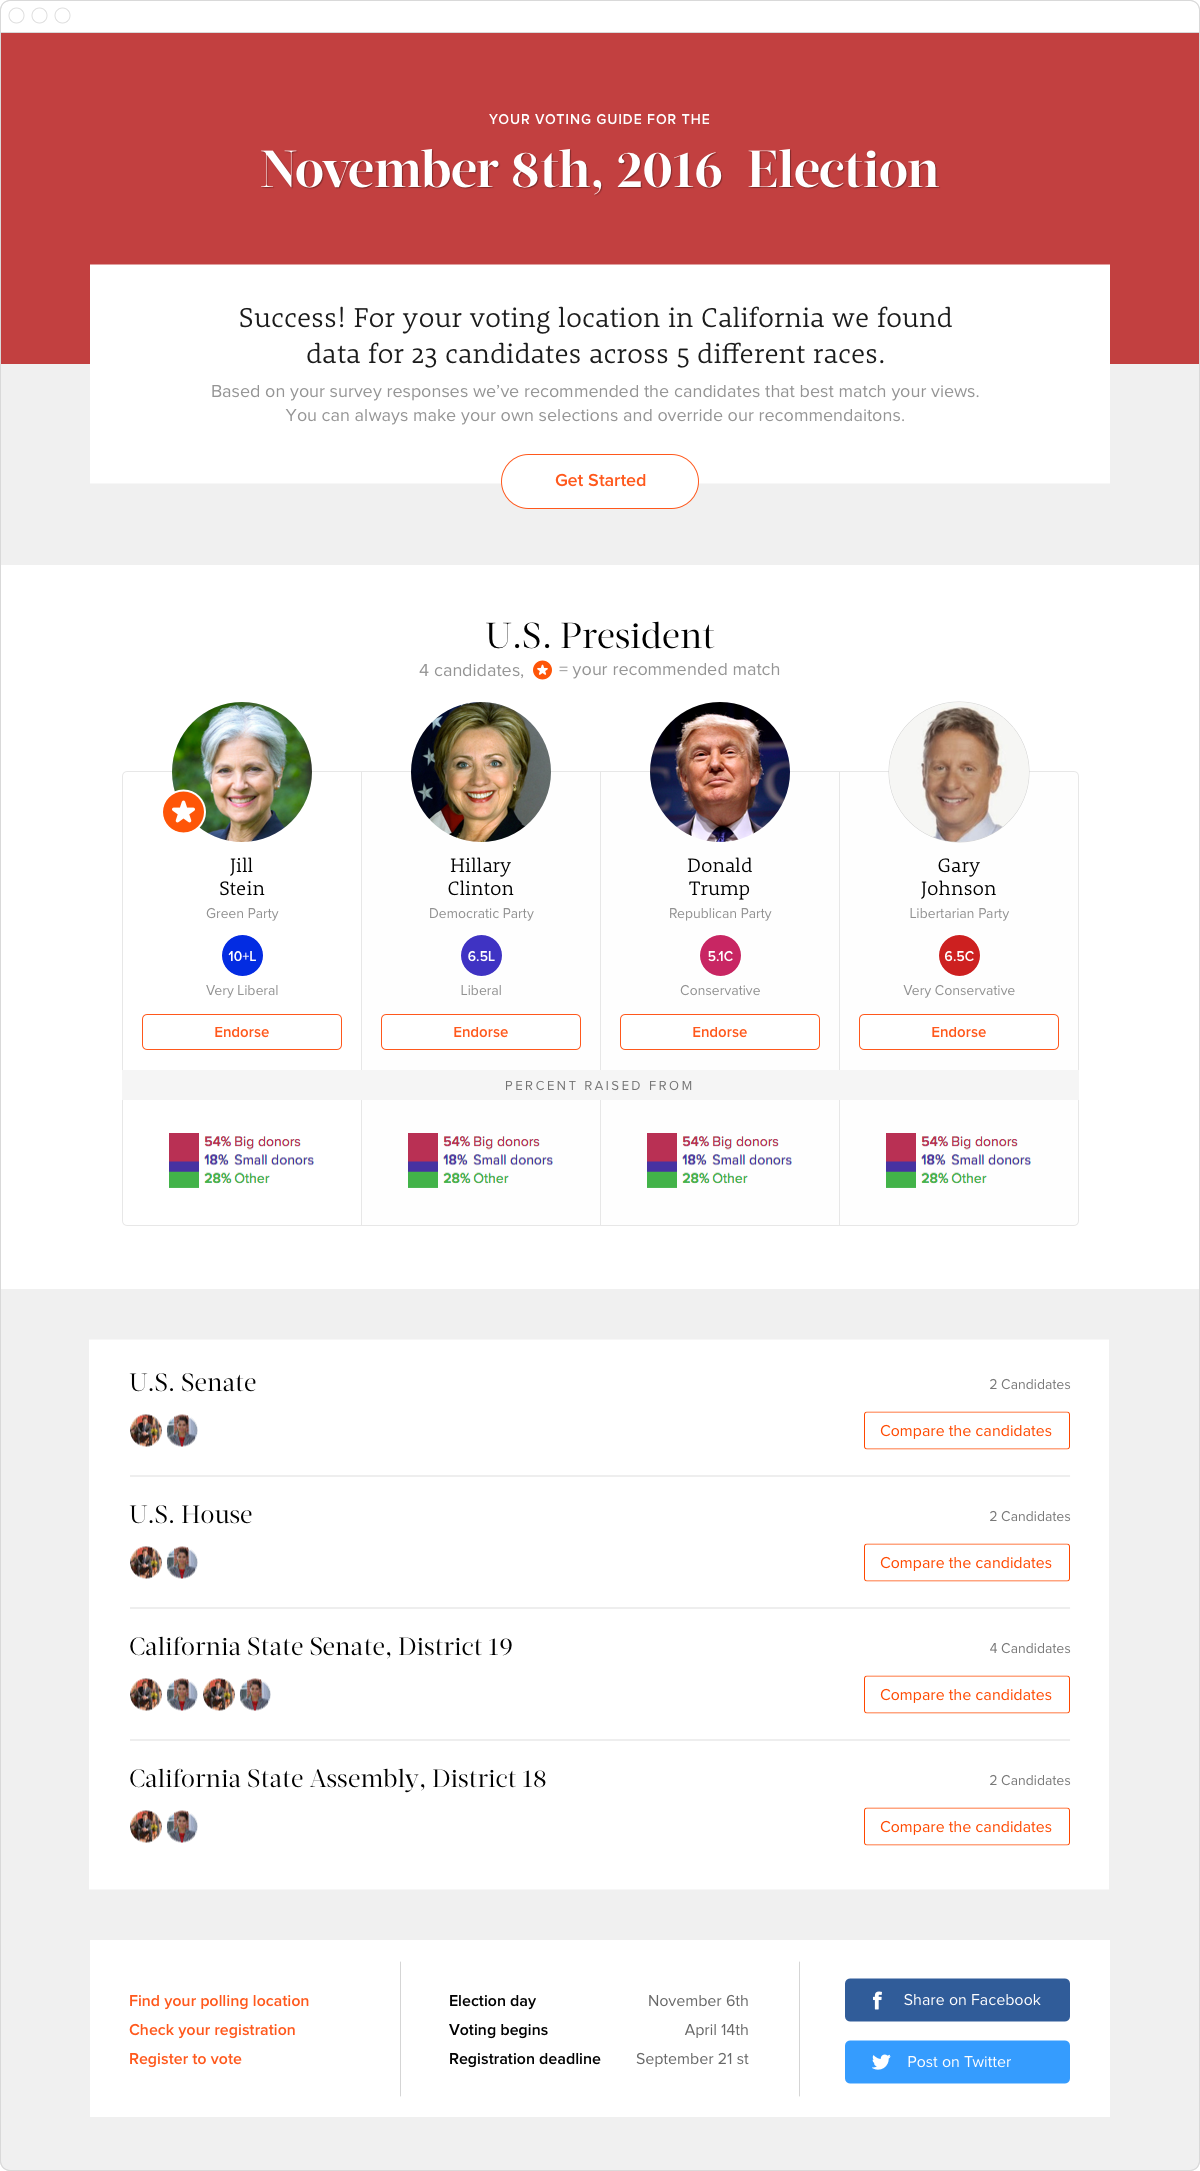 YOUR VOTING GUIDE FOR THE
November 8th, 2016 Election
Success! For your voting location in California we found
data for 23 candidates across 5 different races.
Based on your survey responses we've recommended the candidates that best match your views.
You can always make your own selections and override our recommendaitons.
Get Started
U.S. President
4 candidates, = your recommended match
Jill
Stein
Green Party
10+L
Very Liberal
Endorse
Hillary
Clinton
Democratic Party
6.5L
Liberal
Endorse
Donald
Trump
Republican Party
5.1C
Conservative
Endorse
Gary
Johnson
Libertarian Party
6.5C
Very Conservative
Endorse
PERCENT RAISED FROM
54% Big donors
18% Small donors
28% Other
54% Big donors
18% Small donors
28% Other
54% Big donors
18% Small donors
28% Other
54% Big donors
18% Small donors
28% Other
U.S. Senate
2 Candidates
Compare the candidates
U.S. House
2 Candidates
Compare the candidates
California State Senate, District 19
4 Candidates
Compare the candidates
California State Assembly, District 18
2 Candidates
Compare the candidates
Find your polling location
Check your registration
Register to vote
Election day November 6th
Voting begins April 14th
Registration deadline September 21 st
Share on Facebook
Post on Twitter